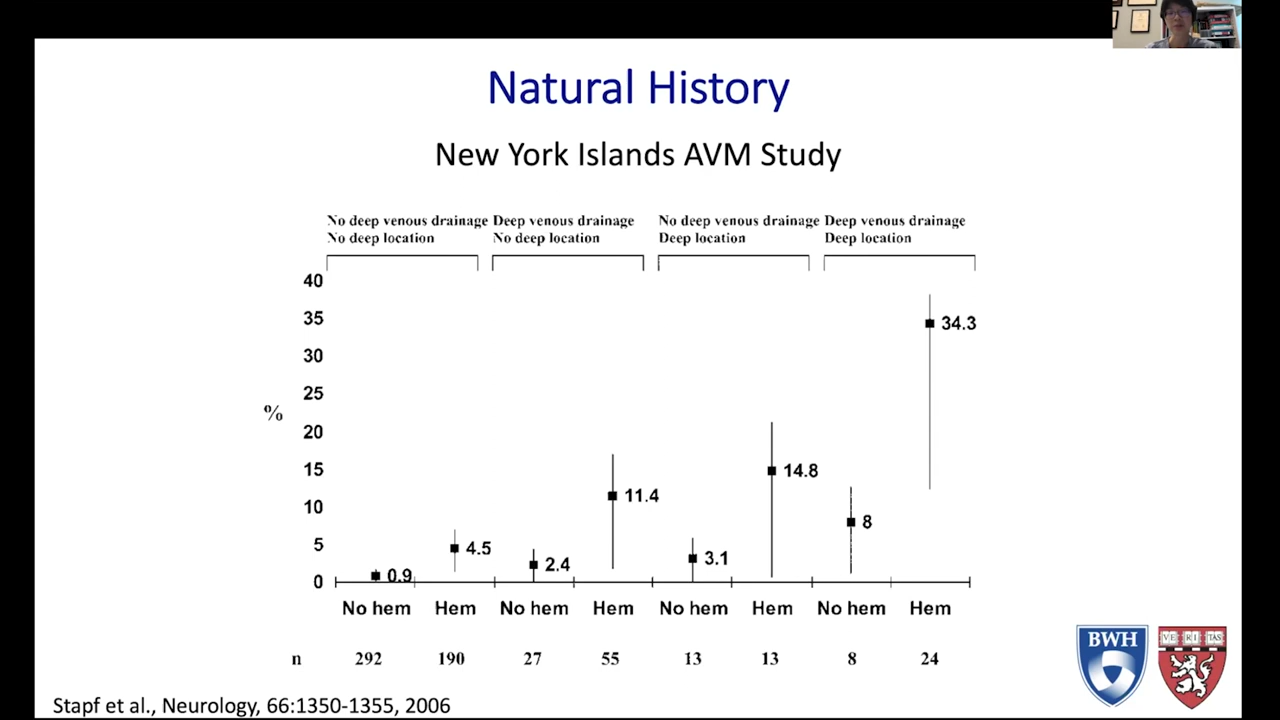 Natural History
New York Islands AVM Study
No deep venous drainage Deep venous drainage No deep venous drainage Deep venous drainage
No deep location No deep location Deep location Deep location
40
35
30
25
20
15
10
5
0
%
0.9
4.5
2.4
11.4
3.1
14.8
8
34.3
No hem Hem No hem Hem No hem Hem No hem Hem
n 292 190 27 55 13 13 8 24
BWH
VE RI TAS
Stapf et al., Neurology, 66:1350-1355, 2006